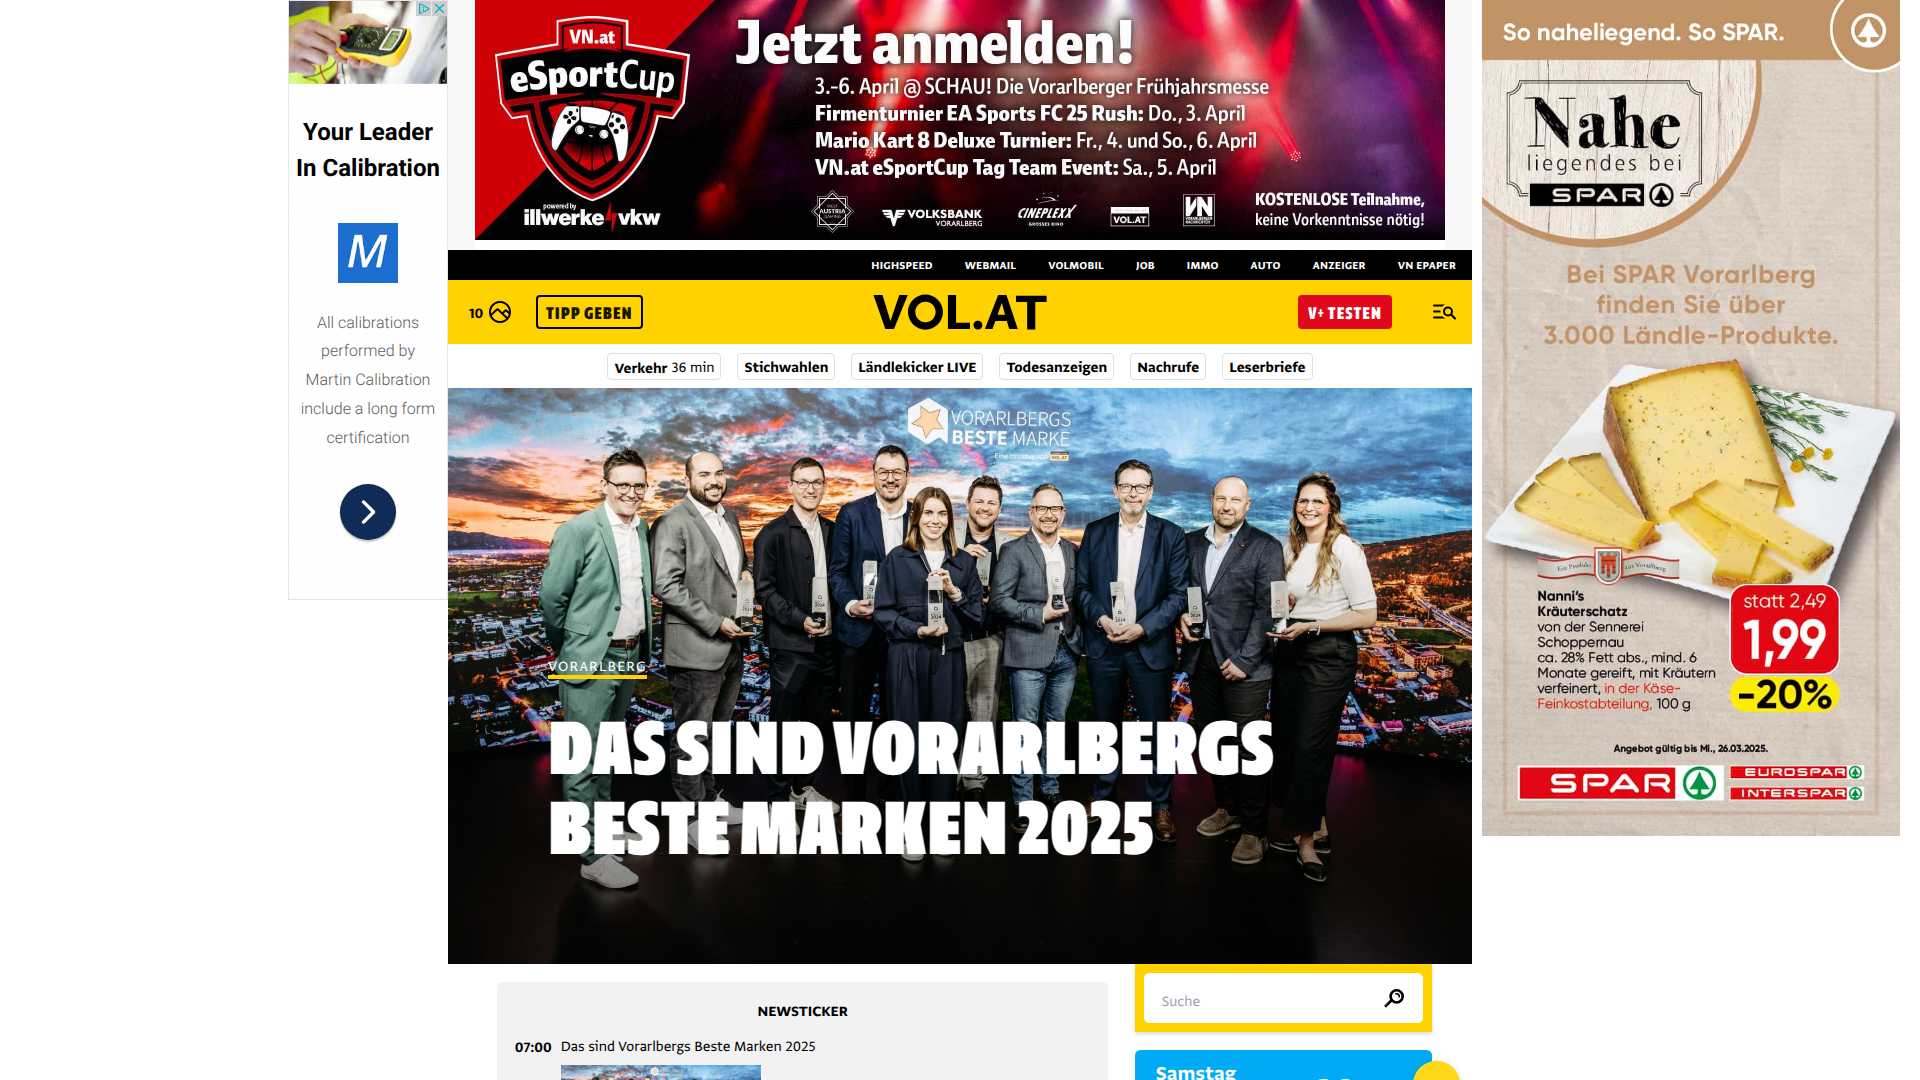 Your Leader
In Calibration
M
All calibrations
performed by
Martin Calibration
include a long form
certification
VN.at
eSportCup
powered by
illwerke vkw
Jetzt anmelden!
3.-6. April @ SCHAU! Die Vorarlberger Frühjahrsmesse
Firmenturnier EA Sports FC 25 Rush: Do., 3. April
Mario Kart 8 Deluxe Turnier: Fr., 4. und So., 6. April
VN.at eSportCup Tag Team Event: Sa., 5. April
VOLKSBANK
VORARLBERG
CINEPLEXX
VOL.AT
VN
KOSTENLOSE Teilnahme,
keine Vorkenntnisse nötig!
HIGHSPEED WEBMAIL VOLMOBIL JOB IMMO AUTO ANZEIGER VN EPAPER
10 TIPP GEBEN VOL.AT V+ TESTEN
Verkehr 36 min Stichwahlen Ländlekicker LIVE Todesanzeigen Nachrufe Leserbriefe
VORARLBERGS
BESTE MARKE
VORARLBERG
DAS SIND VORARLBERGS
BESTE MARKEN 2025
NEWSTICKER
07:00 Das sind Vorarlbergs Beste Marken 2025
Suche
Samstag
So naheliegend. So SPAR.
Nahe
liegendes bei
SPAR
Bei SPAR Vorarlberg
finden Sie über
3.000 Ländle-Produkte.
Ein Produkt aus Vorarlberg
Nanni's
Kräuterschatz
von der Sennerei
Schoppernau
ca. 28% Fett abs., mind. 6
Monate gereift, mit Kräutern
verfeinert, in der Käse-
Feinkostabteilung, 100 g
statt 2,49
1,99
-20%
Angebot gültig bis Mi., 26.03.2025.
SPAR
EUROSPAR
INTERSPAR